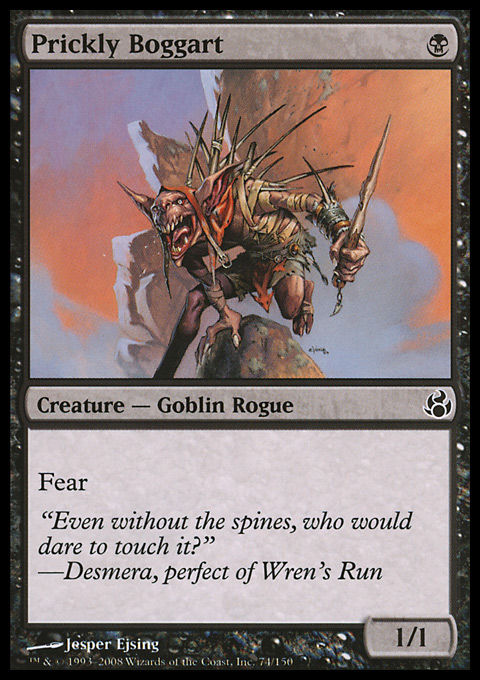 Prickly Boggart
Creature — Goblin Rogue
Fear
“Even without the spines, who would
dare to touch it?”
—Desmera, perfect of Wren’s Run
Jesper Ejsing
1/1
™ & © 1993–2008 Wizards of the Coast, Inc. 74/150